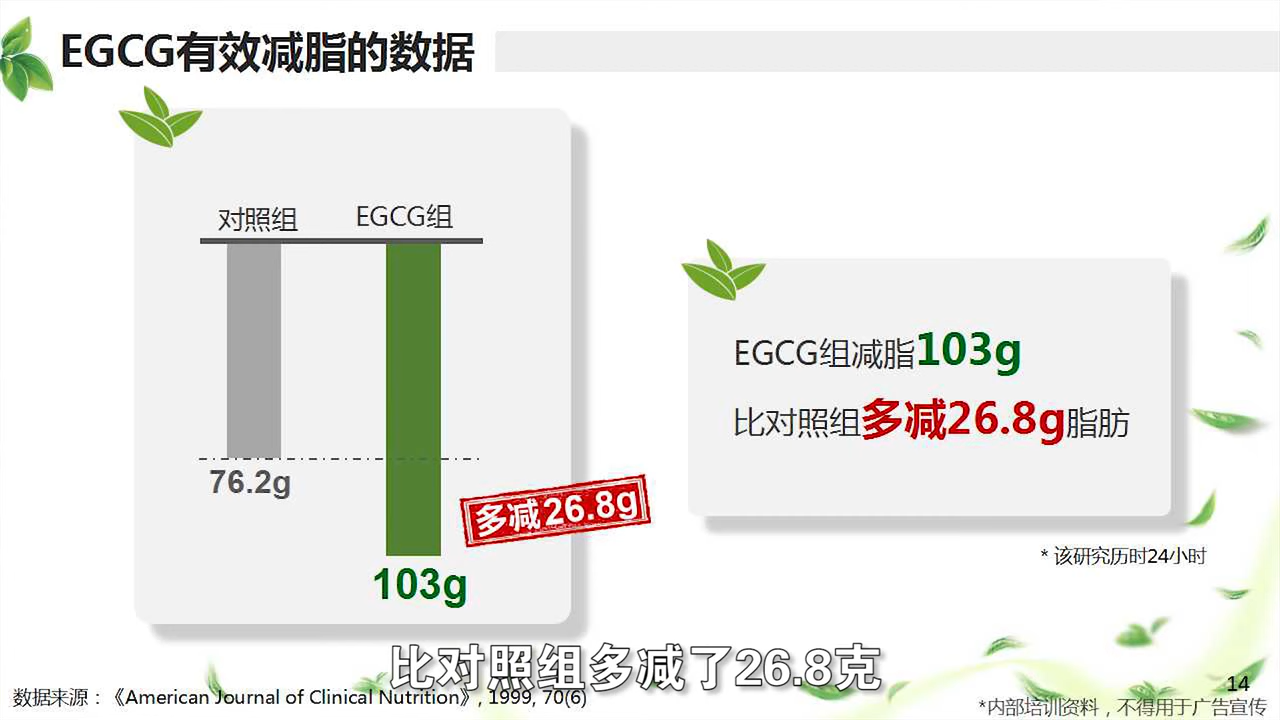 EGCG有效减脂的数据
对照组
EGCG组
76.2g
103g
多减26.8g
EGCG组减脂103g
比对照组多减26.8g脂肪
* 该研究历时24小时
比对照组多减了26.8克
14
数据来源：《American Journal of Clinical Nutrition》, 1999, 70(6)
*内部培训资料，不得用于广告宣传